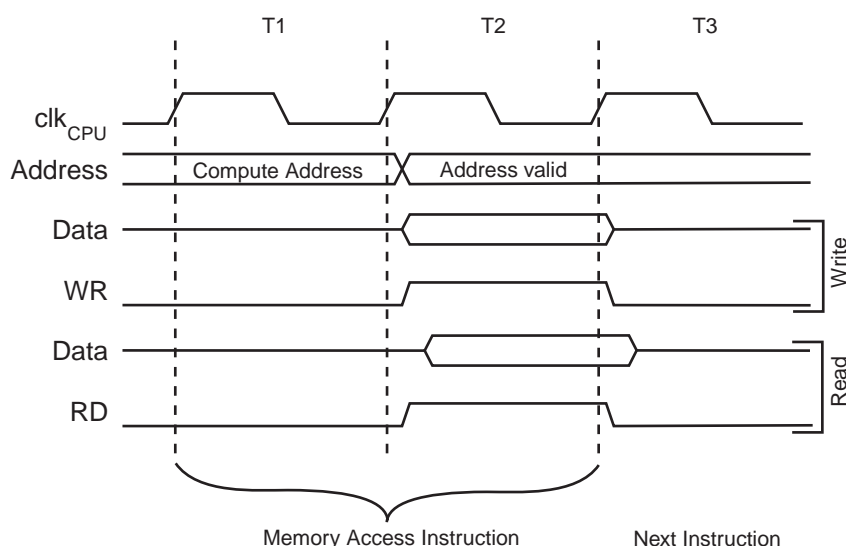 T1 T2 T3
clkCPU
Address Compute Address Address valid
Data
WR
Write
Data
RD
Read
Memory Access Instruction Next Instruction